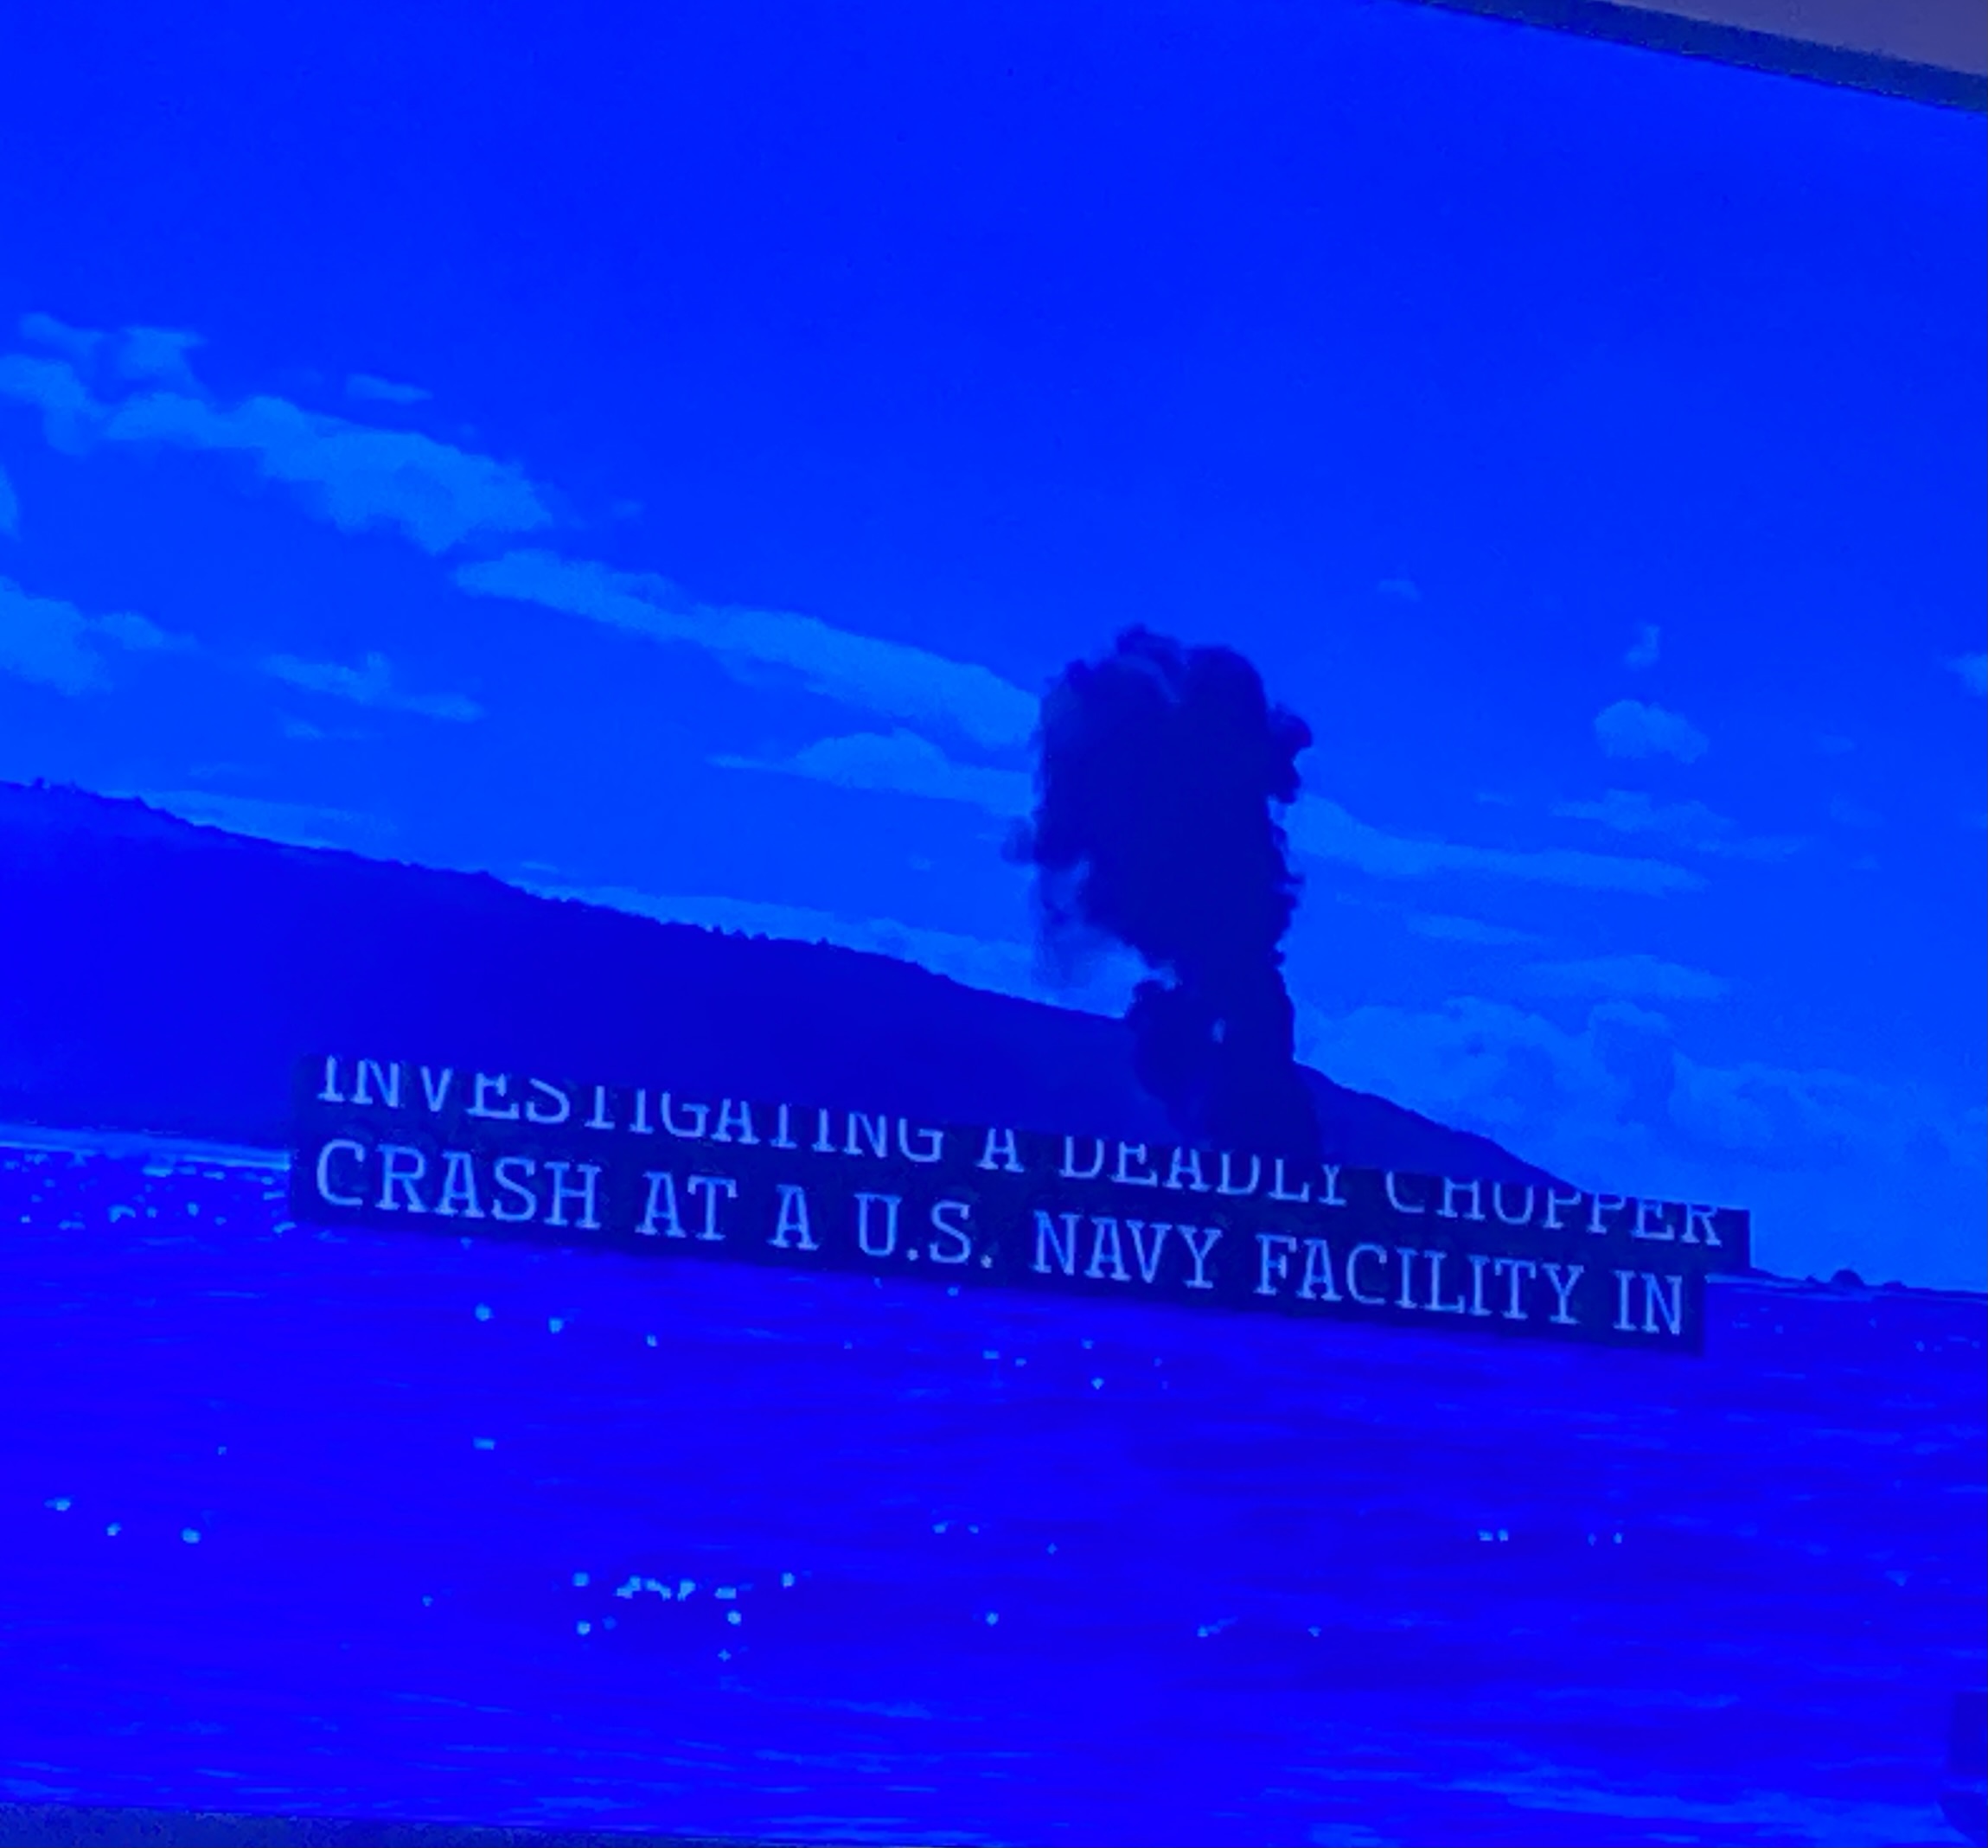 INVESTIGATING A DEADLY CHOPPER
CRASH AT A U.S. NAVY FACILITY IN